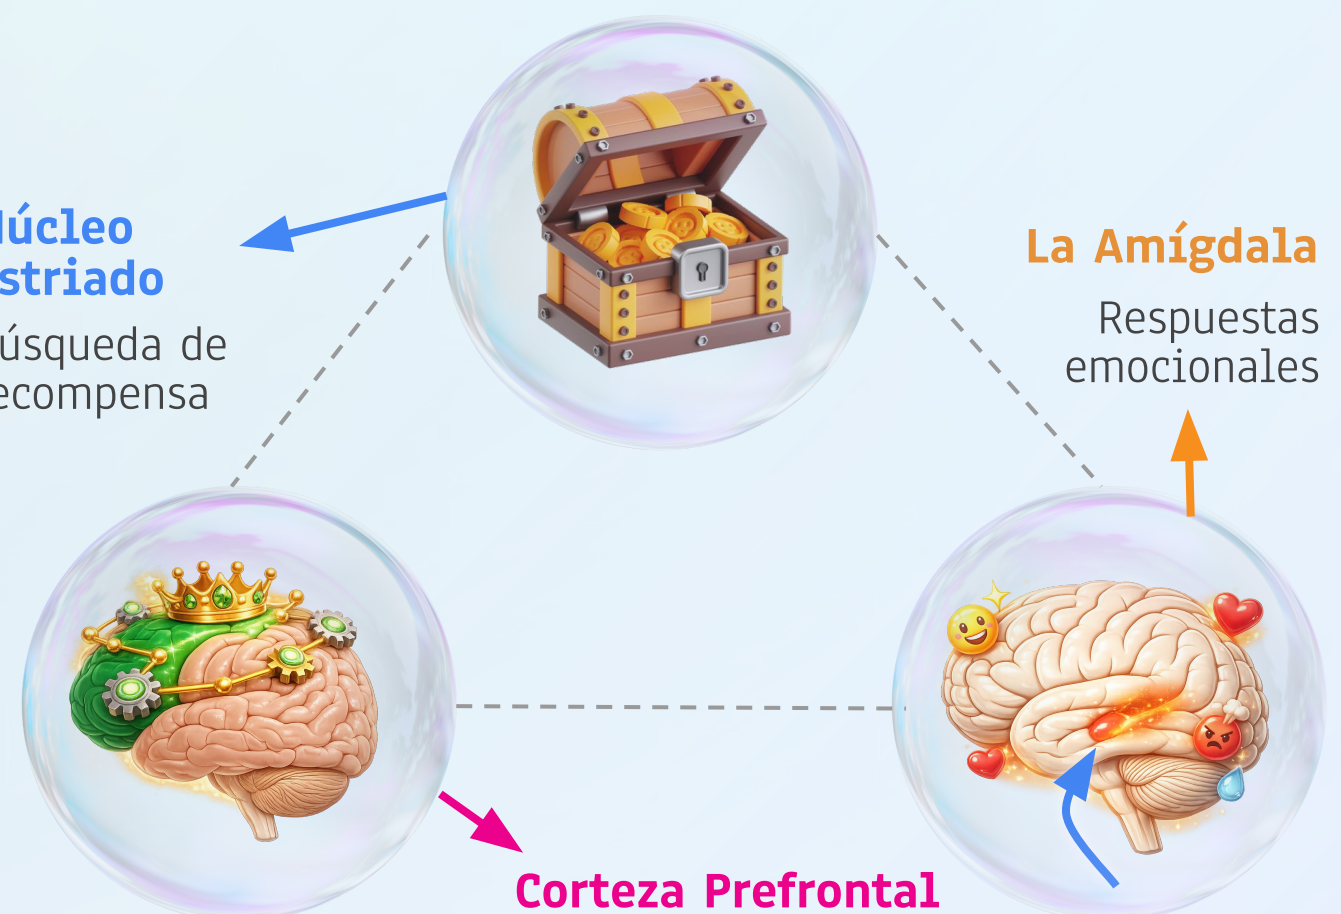 úcleo
striado
úsqueda de
ecompensa
La Amígdala
Respuestas
emocionales
Corteza Prefrontal